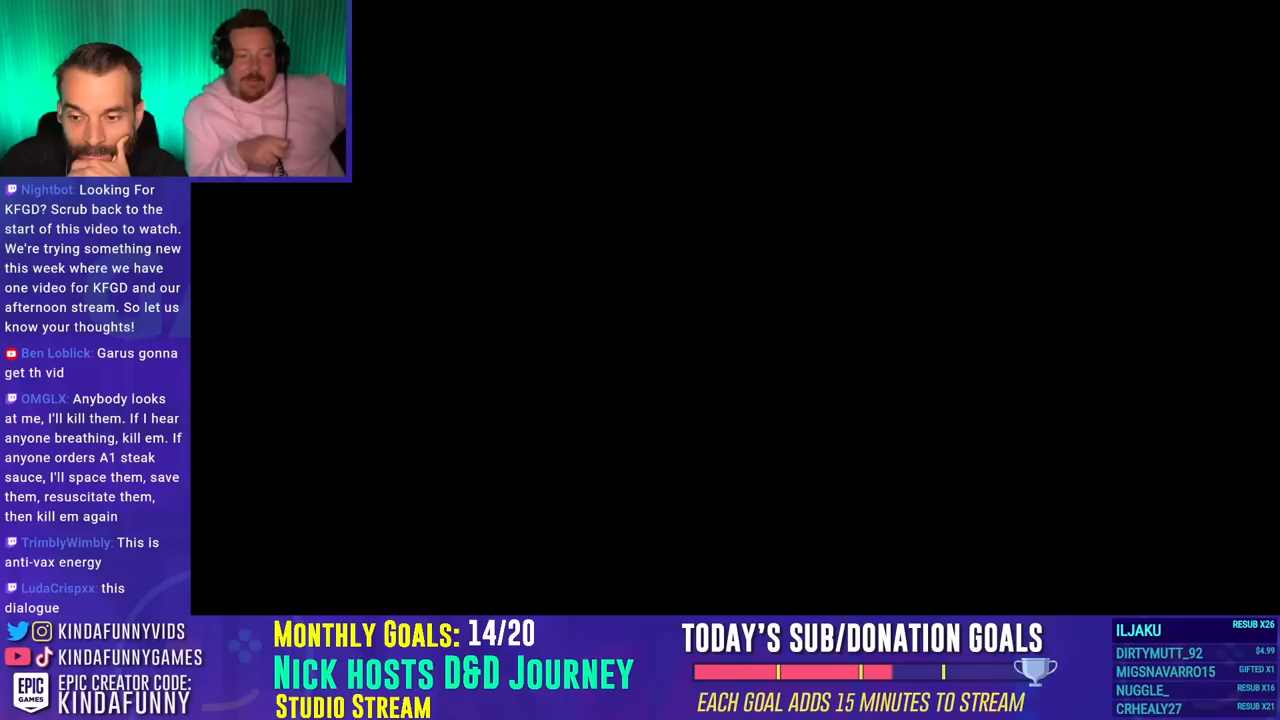 Nightbot: Looking For
KFGD? Scrub back to the
start of this video to watch.
We're trying something new
this week where we have
one video for KFGD and our
afternoon stream. So let us
know your thoughts!
Ben Loblick: Garus gonna
get th vid
OMGLX: Anybody looks
at me, I'll kill them. If I hear
anyone breathing, kill em. If
anyone orders A1 steak
sauce, I'll space them, save
them, resuscitate them,
then kill em again
TrimblyWimbly: This is
anti-vax energy
LudaCrispxx: this
dialogue
KINDAFUNNYVIDS
KINDAFUNNYGAMES
EPIC GAMES
EPIC CREATOR CODE:
KINDAFUNNY
MONTHLY GOALS: 14/20
NICK HOSTS D&D JOURNEY
STUDIO STREAM
TODAY'S SUB/DONATION GOALS
EACH GOAL ADDS 15 MINUTES TO STREAM
ILJAKU RESUB X26
DIRTYMUTT_92 $4.99
MIGSNAVARRO15 GIFTED X1
NUGGLE_ RESUB X16
CRHEALY27 RESUB X21